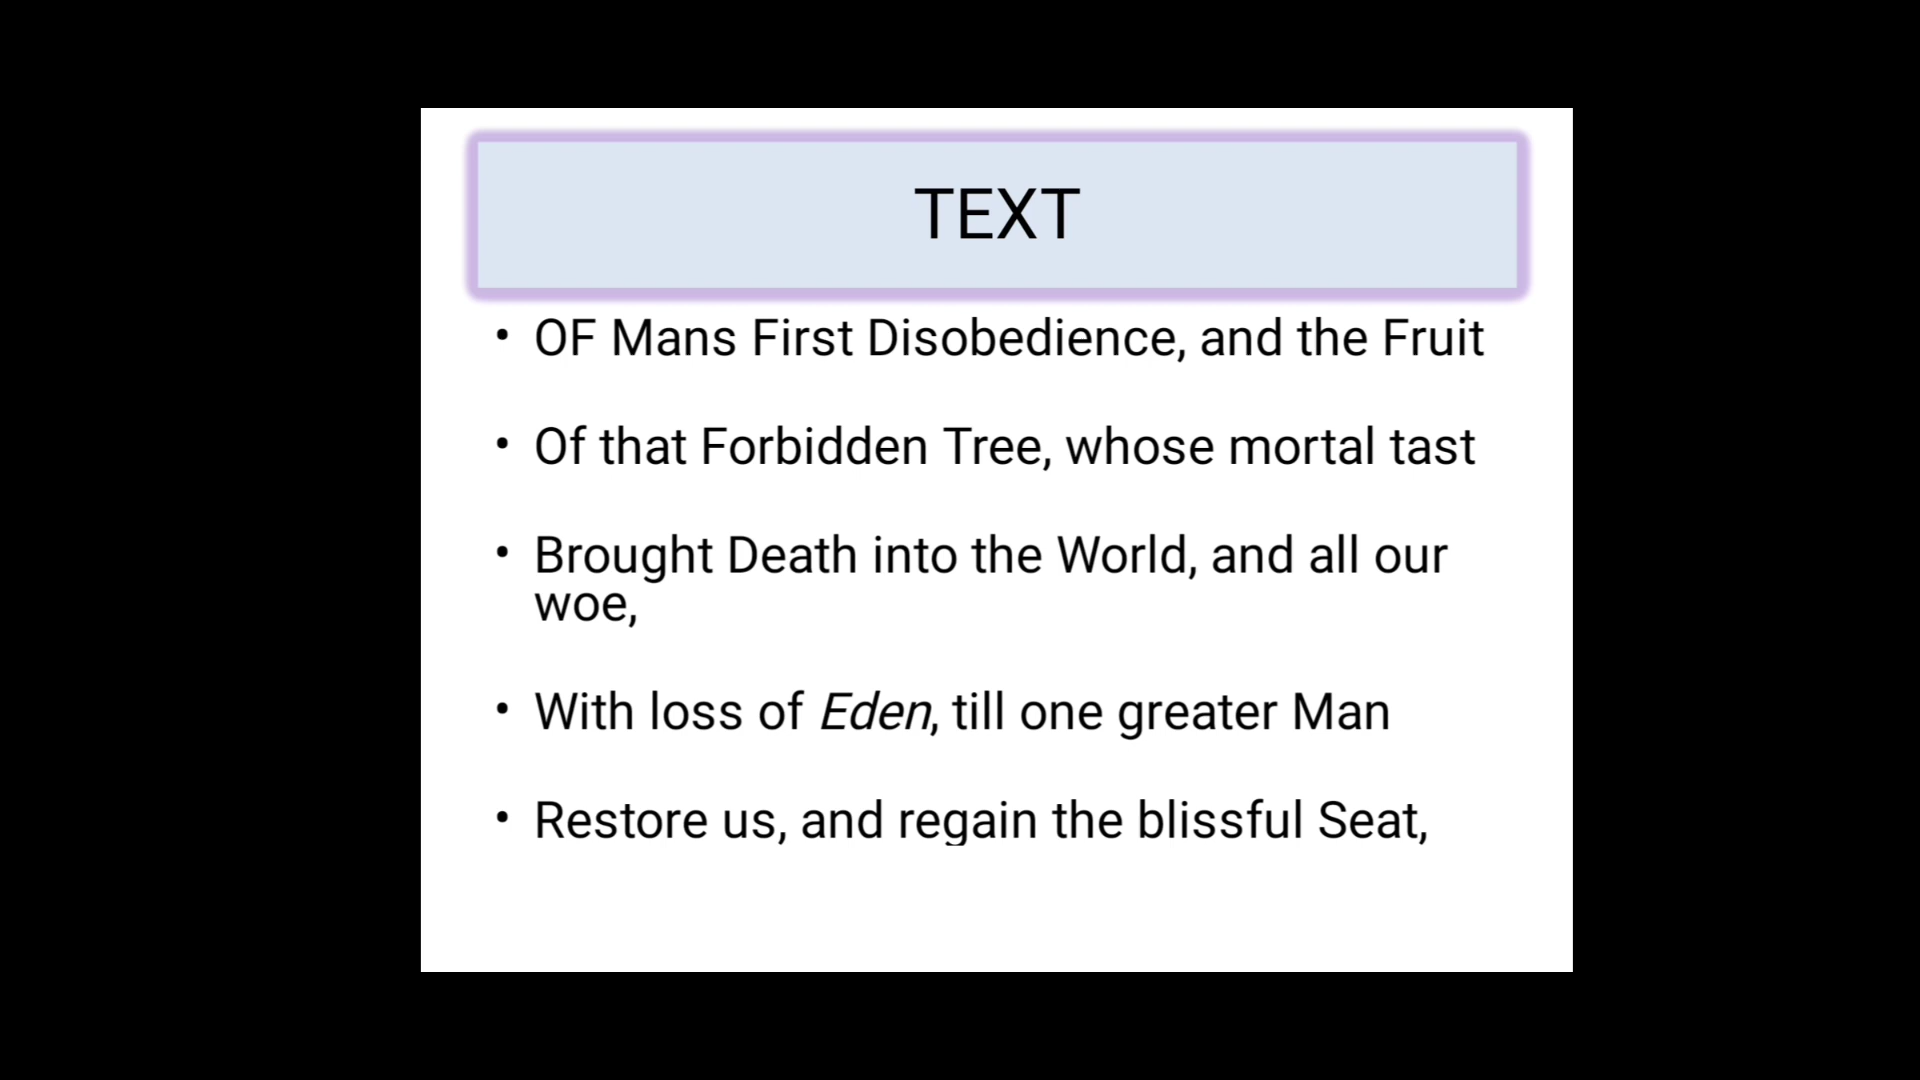 TEXT
• OF Mans First Disobedience, and the Fruit
• Of that Forbidden Tree, whose mortal tast
• Brought Death into the World, and all our
woe,
• With loss of Eden, till one greater Man
• Restore us, and regain the blissful Seat,